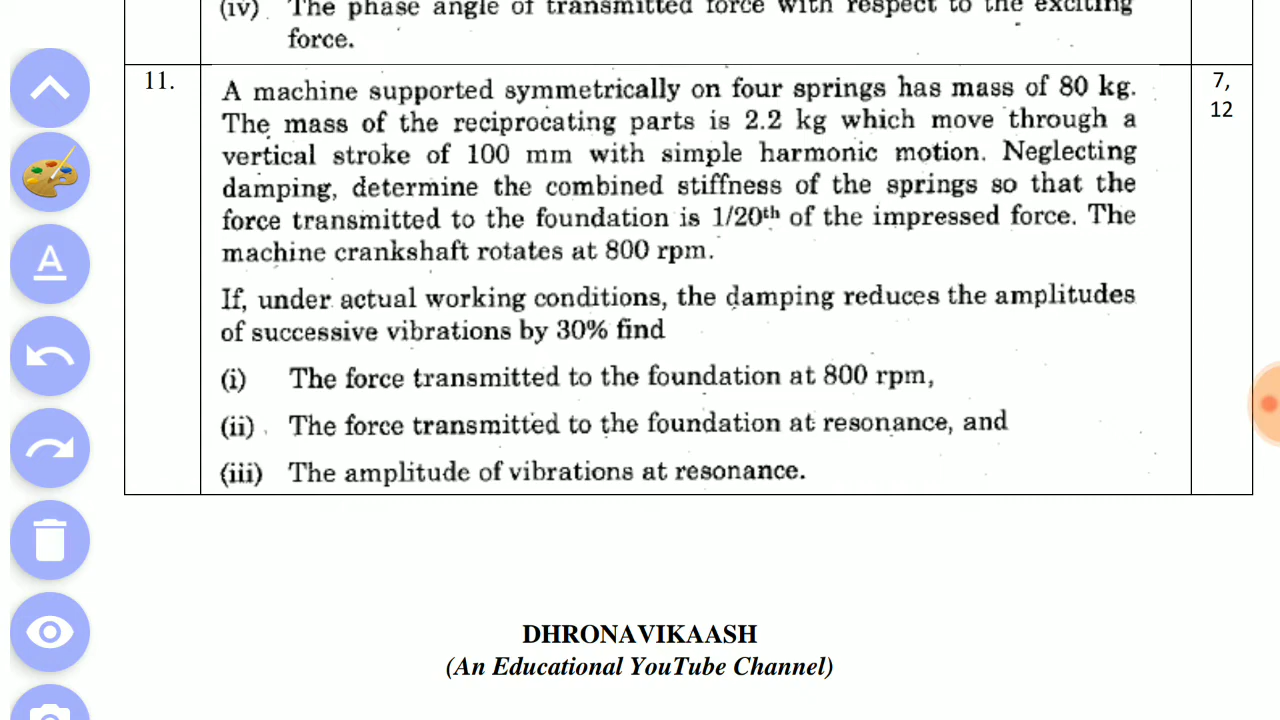 (iv) The phase angle of transmitted force with respect to the exciting
force.
11.
A machine supported symmetrically on four springs has mass of 80 kg.
The mass of the reciprocating parts is 2.2 kg which move through a
vertical stroke of 100 mm with simple harmonic motion. Neglecting
damping, determine the combined stiffness of the springs so that the
force transmitted to the foundation is 1/20th of the impressed force. The
machine crankshaft rotates at 800 rpm.
7,
12
If, under actual working conditions, the damping reduces the amplitudes
of successive vibrations by 30% find
(i) The force transmitted to the foundation at 800 rpm,
(ii) The force transmitted to the foundation at resonance, and
(iii) The amplitude of vibrations at resonance.
A
DHRONAVIKAASH
(An Educational YouTube Channel)